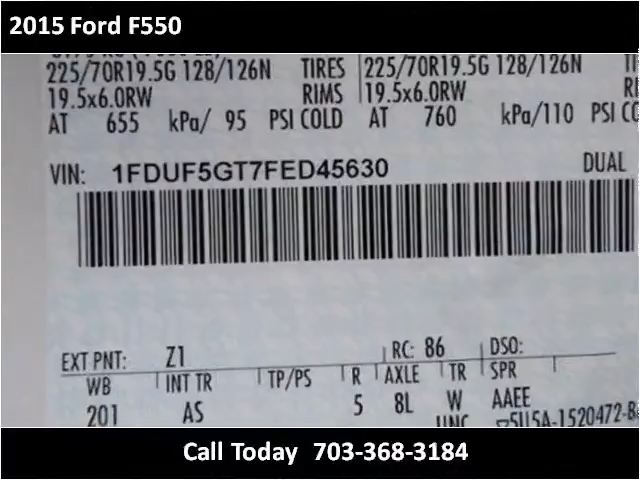 2015 Ford F550
225/70R19.5G 128/126N TIRES 225/70R19.5G 128/126N
19.5x6.0RW RIMS 19.5x6.0RW
AT 655 kPa/ 95 PSI COLD AT 760 kPa/110 PSI
VIN: 1FDUF5GT7FED45630 DUAL
EXT PNT: Z1 RC: 86 DSO:
WB INT TR TP/PS R AXLE TR SPR
201 AS 5 8L W AAEE
Call Today 703-368-3184